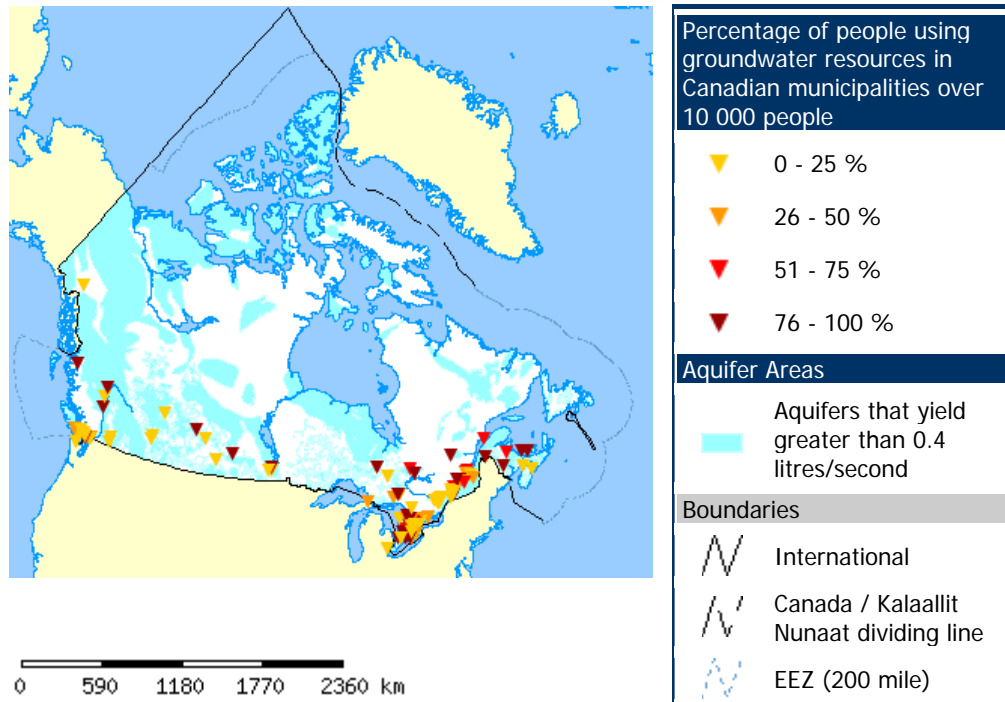 Percentage of people using
groundwater resources in
Canadian municipalities over
10 000 people
0 - 25 %
26 - 50 %
51 - 75 %
76 - 100 %
Aquifer Areas
Aquifers that yield
greater than 0.4
litres/second
Boundaries
International
Canada / Kalaallit
Nunaat dividing line
EEZ (200 mile)
0 590 1180 1770 2360 km